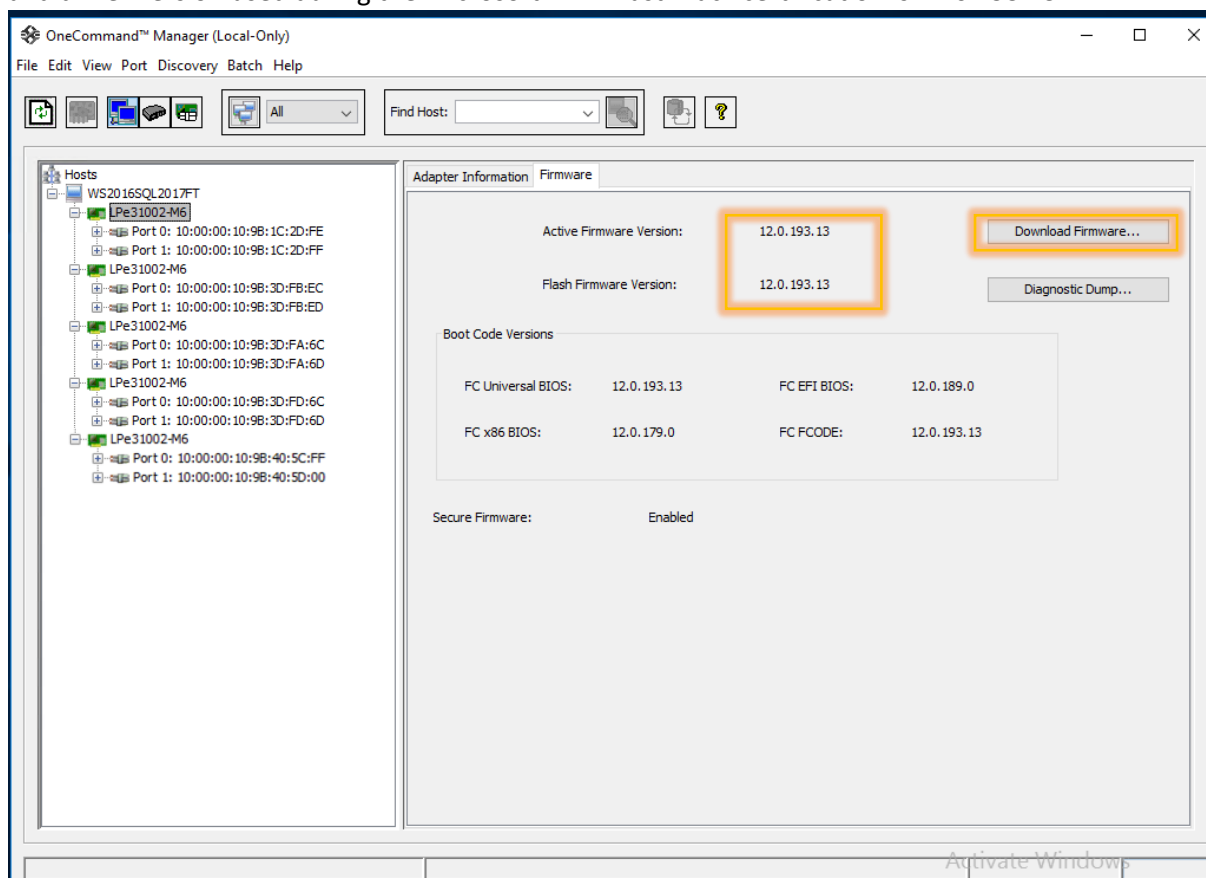 OneCommand™ Manager (Local-Only)
File Edit View Port Discovery Batch Help
All
Find Host:
Hosts
WS2016SQL2017FT
LPe31002-M6
Port 0: 10:00:00:10:9B:1C:2D:FE
Port 1: 10:00:00:10:9B:1C:2D:FF
LPe31002-M6
Port 0: 10:00:00:10:9B:3D:FB:EC
Port 1: 10:00:00:10:9B:3D:FB:ED
LPe31002-M6
Port 0: 10:00:00:10:9B:3D:FA:6C
Port 1: 10:00:00:10:9B:3D:FA:6D
LPe31002-M6
Port 0: 10:00:00:10:9B:3D:FD:6C
Port 1: 10:00:00:10:9B:3D:FD:6D
LPe31002-M6
Port 0: 10:00:00:10:9B:40:5C:FF
Port 1: 10:00:00:10:9B:40:5D:00
Adapter Information Firmware
Active Firmware Version: 12.0.193.13 Download Firmware...
Flash Firmware Version: 12.0.193.13 Diagnostic Dump...
Boot Code Versions
FC Universal BIOS: 12.0.193.13 FC EFI BIOS: 12.0.189.0
FC x86 BIOS: 12.0.179.0 FC FCODE: 12.0.193.13
Secure Firmware: Enabled
Activate Windows